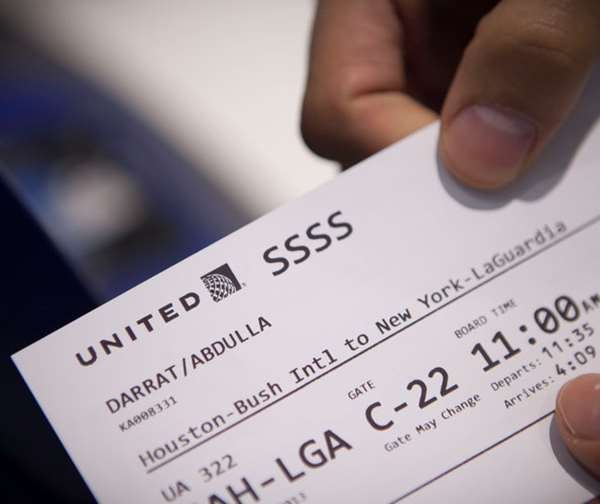 UNITED SSSS
DARRAT/ABDULLA
KA008331
Houston-Bush Intl to New York-LaGuardia
GATE
BOARD TIME
UA 322
AH-LGA C-22 11:00 AM
Gate May Change
Departs: 11:35
Arrives: 4:09